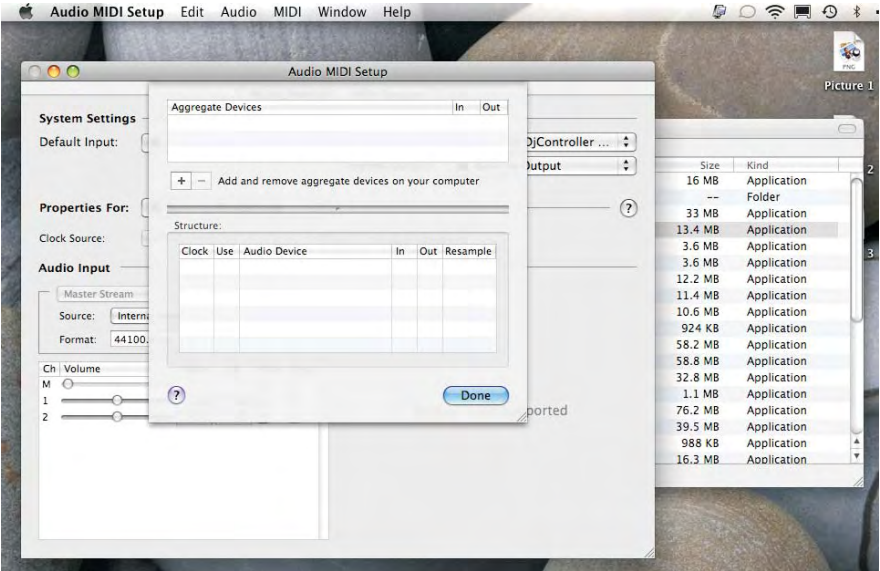 Audio MIDI Setup Edit Audio MIDI Window Help
PNG
Picture 1
Audio MIDI Setup
Aggregate Devices In Out
System Settings
Default Input:
DjController ...
Output
+ − Add and remove aggregate devices on your computer
Properties For:
?
Structure:
Clock Source:
Clock Use Audio Device In Out Resample
Audio Input
Master Stream
Source: Interna
Format: 44100.
Ch Volume
M
1
2
? Done
ported
Size Kind
2
16 MB Application
-- Folder
33 MB Application
13.4 MB Application
3.6 MB Application
3
3.6 MB Application
12.2 MB Application
11.4 MB Application
10.6 MB Application
924 KB Application
58.2 MB Application
58.8 MB Application
32.8 MB Application
1.1 MB Application
76.2 MB Application
39.5 MB Application
988 KB Application
16.3 MB Application